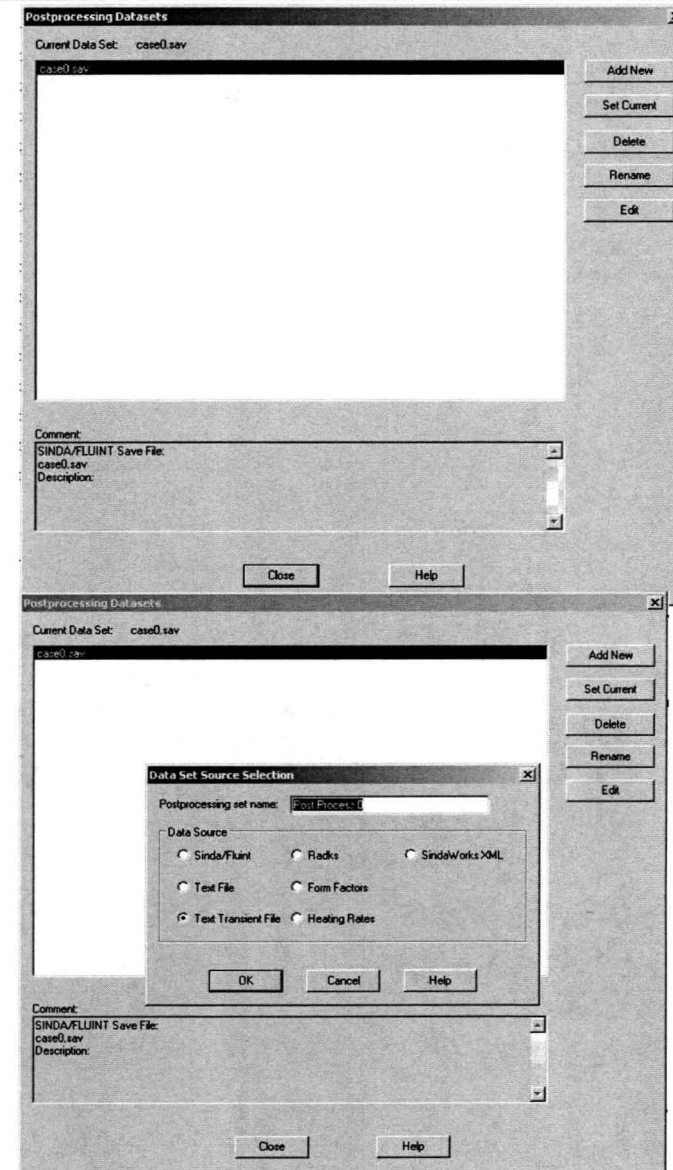 Postprocessing Datasets
Current Data Set: case0.sav
case0.sav
Add New
Set Current
Delete
Rename
Edit
Comment:
SINDA/FLUINT Save File:
case0.sav
Description:
Close
Help
Postprocessing Datasets
Current Data Set: case0.sav
case0.sav
Add New
Set Current
Delete
Rename
Edit
Data Set Source Selection
Postprocessing set name: Post Process 0
Data Source
Sinda/Fluint
Radks
SindaWorks XML
Text File
Form Factors
Text Transient File
Heating Rates
OK
Cancel
Help
Comment:
SINDA/FLUINT Save File:
case0.sav
Description:
Close
Help